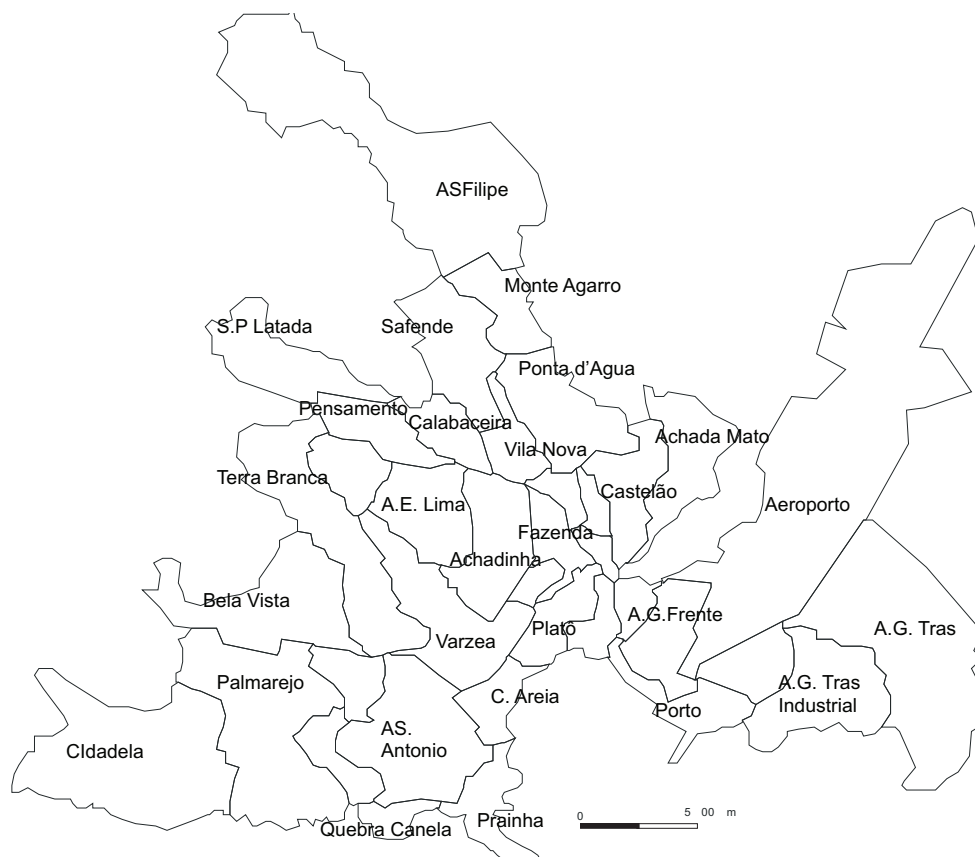 ASFilipe
Monte Agarro
S.P Latada
Safende
Ponta d'Agua
Pensamento
Calabaceira
Achada Mato
Vila Nova
Terra Branca
A.E. Lima
Castelão
Aeroporto
Fazenda
Achadinha
Bela Vista
A.G.Frente
Platô
A.G. Tras
Varzea
Palmarejo
C. Areia
A.G. Tras
Industrial
Porto
CIdadela
AS.
Antonio
Quebra Canela
Prainha
0 5 00 m